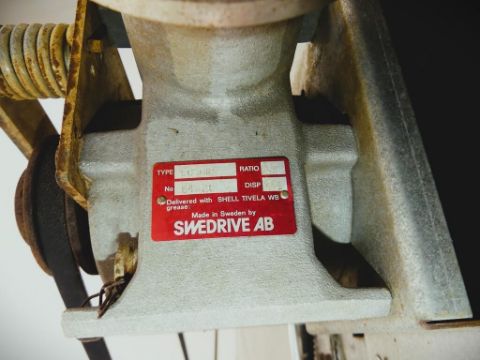 TYPE RATIO
No DISP
Delivered with SHELL TIVELA WB
grease.
Made in Sweden by
SWEDRIVE AB